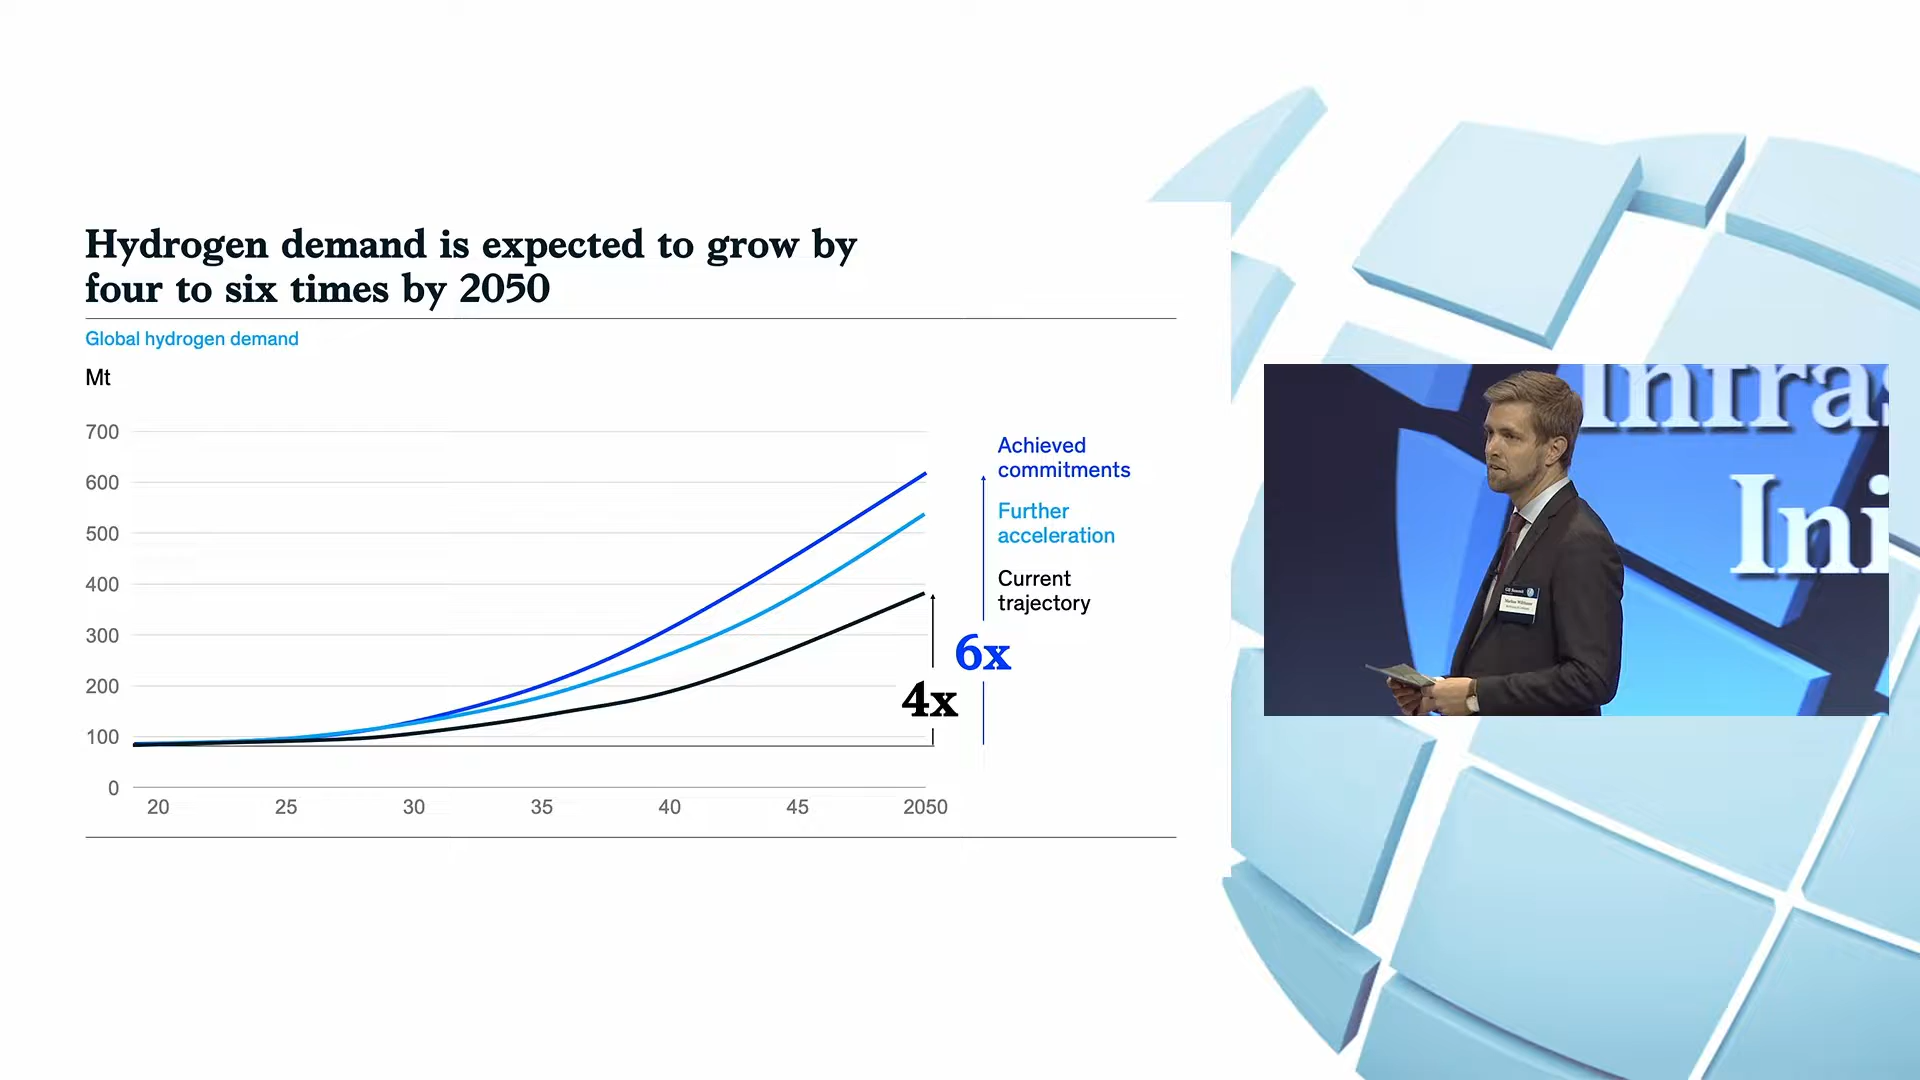 Hydrogen demand is expected to grow by
four to six times by 2050
Global hydrogen demand
Mt
700
600
500
400
300
200
100
0
20
25
30
35
40
45
2050
4x
6x
Achieved
commitments
Further
acceleration
Current
trajectory
Infras
Ini